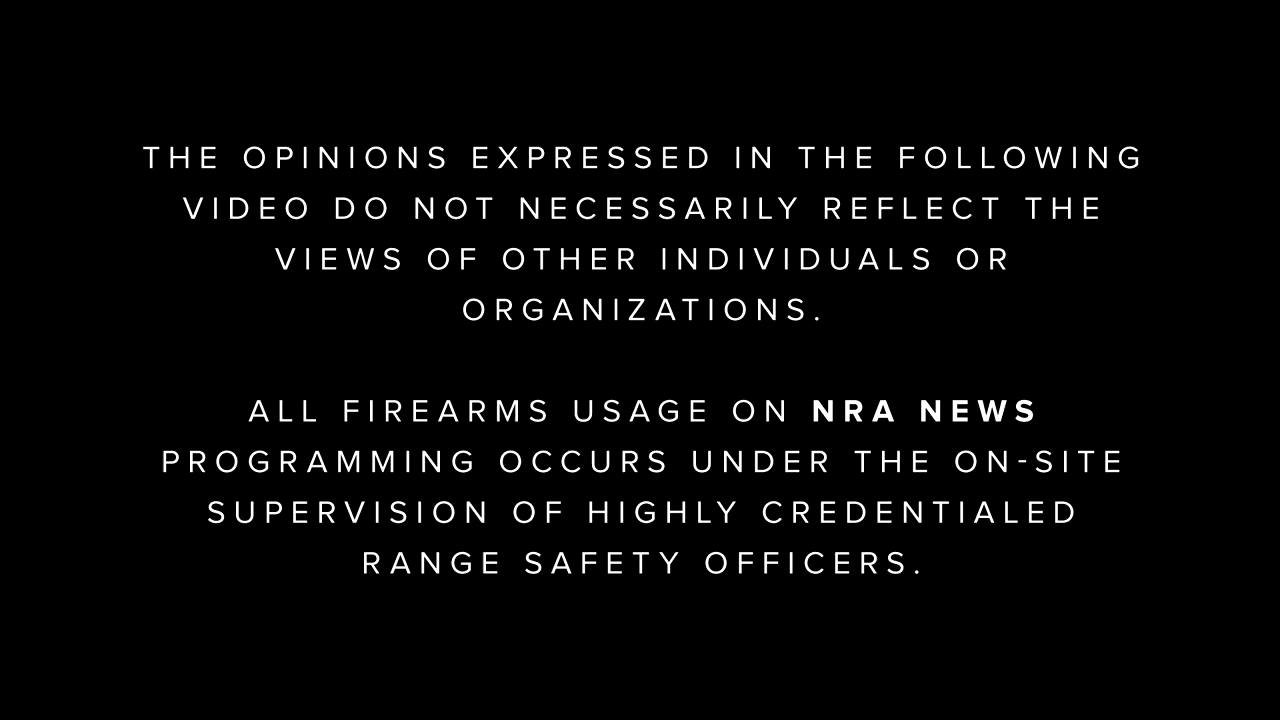 THE OPINIONS EXPRESSED IN THE FOLLOWING
VIDEO DO NOT NECESSARILY REFLECT THE
VIEWS OF OTHER INDIVIDUALS OR
ORGANIZATIONS.
ALL FIREARMS USAGE ON NRA NEWS
PROGRAMMING OCCURS UNDER THE ON-SITE
SUPERVISION OF HIGHLY CREDENTIALED
RANGE SAFETY OFFICERS.